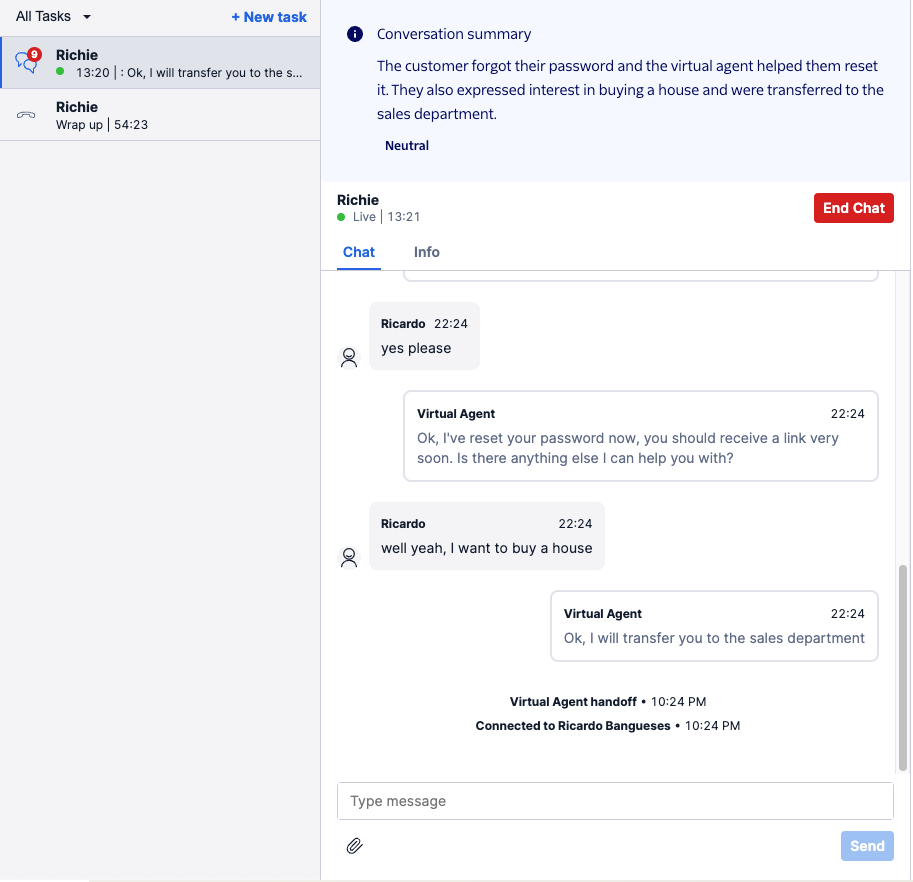 All Tasks
+ New task
9
Richie
13:20 | : Ok, I will transfer you to the s...
Richie
Wrap up | 54:23
Conversation summary
The customer forgot their password and the virtual agent helped them reset
it. They also expressed interest in buying a house and were transferred to the
sales department.
Neutral
Richie
Live | 13:21
End Chat
Chat Info
Ricardo 22:24
yes please
Virtual Agent 22:24
Ok, I've reset your password now, you should receive a link very
soon. Is there anything else I can help you with?
Ricardo 22:24
well yeah, I want to buy a house
Virtual Agent 22:24
Ok, I will transfer you to the sales department
Virtual Agent handoff • 10:24 PM
Connected to Ricardo Bangueses • 10:24 PM
Type message
Send